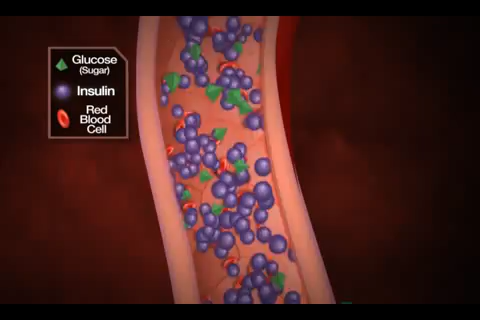 Glucose
(Sugar)
Insulin
Red
Blood
Cell